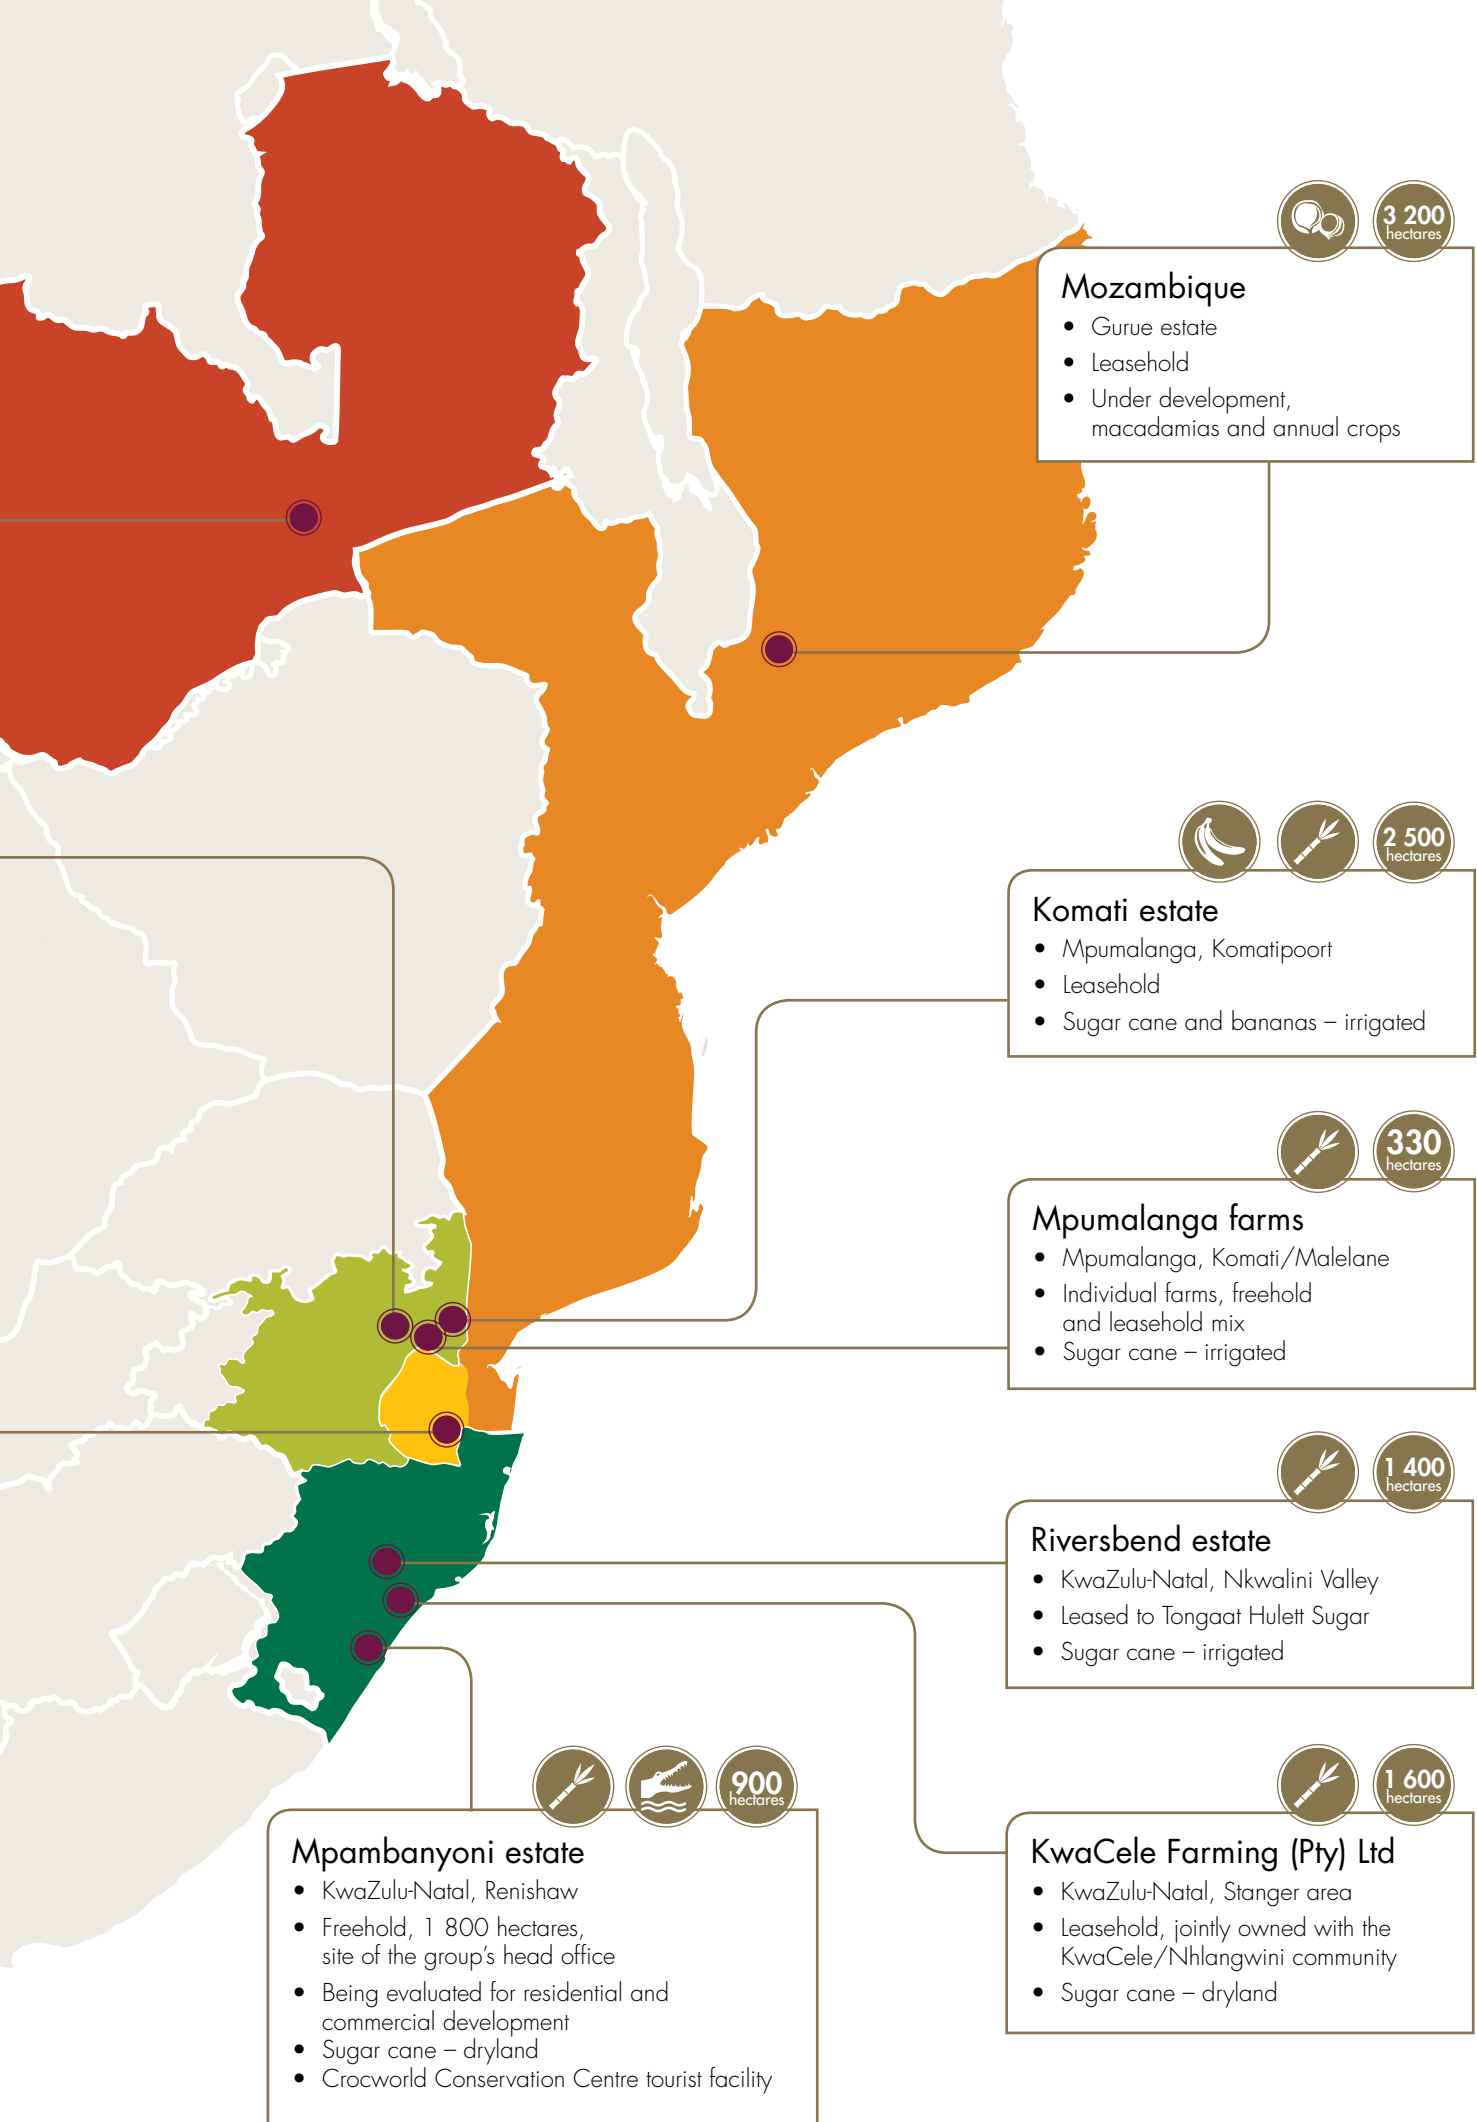 3 200
hectares
Mozambique
• Gurue estate
• Leasehold
• Under development,
macadamias and annual crops
2 500
hectares
Komati estate
• Mpumalanga, Komatipoort
• Leasehold
• Sugar cane and bananas – irrigated
330
hectares
Mpumalanga farms
• Mpumalanga, Komati/Malelane
• Individual farms, freehold
and leasehold mix
• Sugar cane – irrigated
1 400
hectares
Riversbend estate
• KwaZulu-Natal, Nkwalini Valley
• Leased to Tongaat Hulett Sugar
• Sugar cane – irrigated
1 600
hectares
KwaCele Farming (Pty) Ltd
• KwaZulu-Natal, Stanger area
• Leasehold, jointly owned with the
KwaCele/Nhlangwini community
• Sugar cane – dryland
900
hectares
Mpambanyoni estate
• KwaZulu-Natal, Renishaw
• Freehold, 1 800 hectares,
site of the group's head office
• Being evaluated for residential and
commercial development
• Sugar cane – dryland
• Crocworld Conservation Centre tourist facility